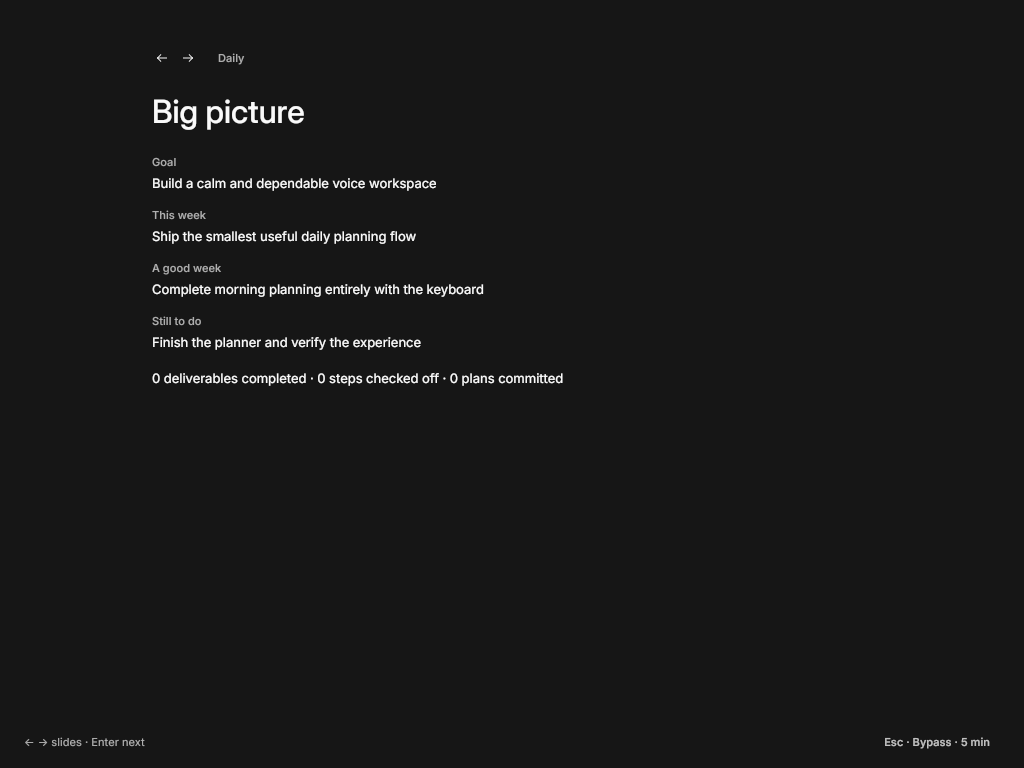 ← → Daily
Big picture
Goal
Build a calm and dependable voice workspace
This week
Ship the smallest useful daily planning flow
A good week
Complete morning planning entirely with the keyboard
Still to do
Finish the planner and verify the experience
0 deliverables completed · 0 steps checked off · 0 plans committed
← → slides · Enter next
Esc · Bypass · 5 min